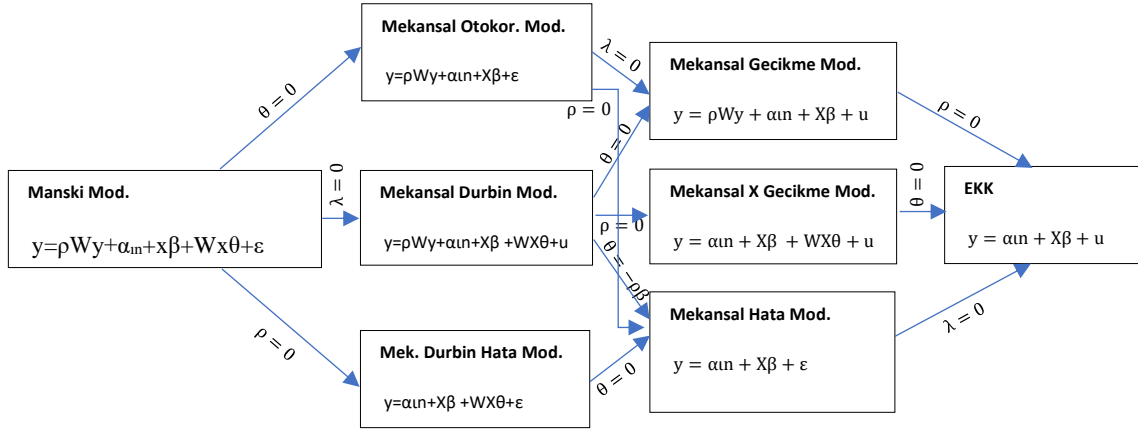 Manski Mod.
y=ρWy+αın+xβ+Wxθ+ε
θ = 0
λ = 0
ρ = 0
Mekansal Otokor. Mod.
y=ρWy+αιn+Xβ+ε
Mekansal Durbin Mod.
y=ρWy+αιn+Xβ +WXθ+u
Mek. Durbin Hata Mod.
y=αιn+Xβ +WXθ+ε
λ = 0
ρ = 0
θ = 0
ρ = 0
θ = −ρβ
θ = 0
Mekansal Gecikme Mod.
y = ρWy + αιn + Xβ + u
Mekansal X Gecikme Mod.
y = αιn + Xβ + WXθ + u
Mekansal Hata Mod.
y = αιn + Xβ + ε
ρ = 0
θ = 0
λ = 0
EKK
y = αιn + Xβ + u